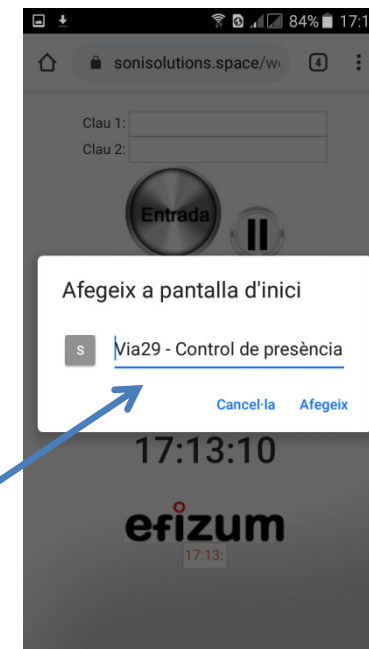 84% 17:1
sonisolutions.space/w 4
Clau 1:
Clau 2:
Entrada
Afegeix a pantalla d'inici
S Via29 - Control de presència
Cancel·la Afegeix
17:13:10
efizum
17:13: